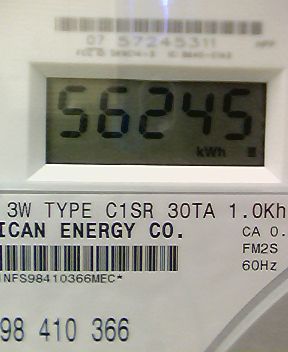 07 57245311
56245
kWh
3W TYPE C1SR 30TA 1.0Kh
ICAN ENERGY CO.
CA 0.
FM2S
60Hz
INFS98410366MEC*
98 410 366